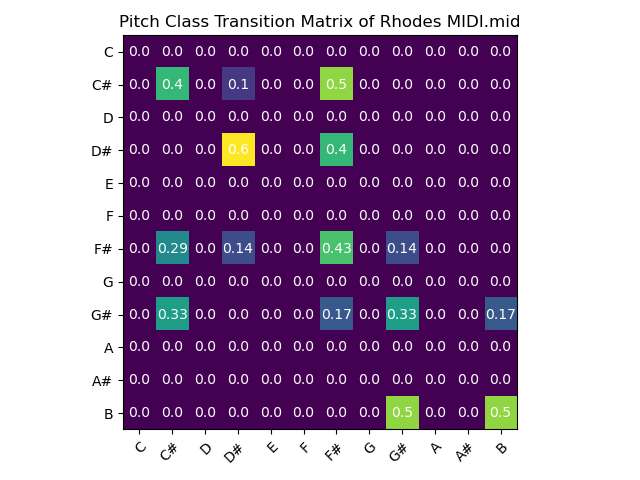 Pitch Class Transition Matrix of Rhodes MIDI.mid
C 0.0 0.0 0.0 0.0 0.0 0.0 0.0 0.0 0.0 0.0 0.0 0.0
C# 0.0 0.4 0.0 0.1 0.0 0.0 0.5 0.0 0.0 0.0 0.0 0.0
D 0.0 0.0 0.0 0.0 0.0 0.0 0.0 0.0 0.0 0.0 0.0 0.0
D# 0.0 0.0 0.0 0.6 0.0 0.0 0.4 0.0 0.0 0.0 0.0 0.0
E 0.0 0.0 0.0 0.0 0.0 0.0 0.0 0.0 0.0 0.0 0.0 0.0
F 0.0 0.0 0.0 0.0 0.0 0.0 0.0 0.0 0.0 0.0 0.0 0.0
F# 0.0 0.29 0.0 0.14 0.0 0.0 0.43 0.0 0.14 0.0 0.0 0.0
G 0.0 0.0 0.0 0.0 0.0 0.0 0.0 0.0 0.0 0.0 0.0 0.0
G# 0.0 0.33 0.0 0.0 0.0 0.0 0.17 0.0 0.33 0.0 0.0 0.17
A 0.0 0.0 0.0 0.0 0.0 0.0 0.0 0.0 0.0 0.0 0.0 0.0
A# 0.0 0.0 0.0 0.0 0.0 0.0 0.0 0.0 0.0 0.0 0.0 0.0
B 0.0 0.0 0.0 0.0 0.0 0.0 0.0 0.0 0.5 0.0 0.0 0.5
C C# D D# E F F# G G# A A# B